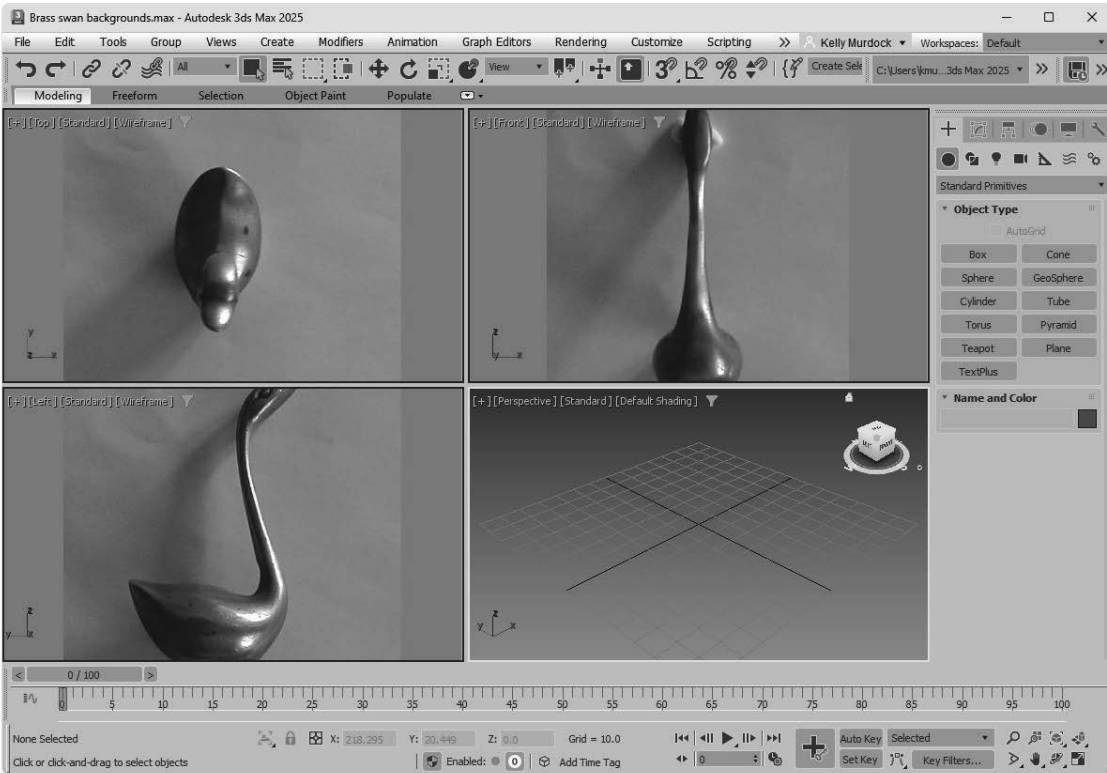 Brass swan backgrounds.max - Autodesk 3ds Max 2025
File Edit Tools Group Views Create Modifiers Animation Graph Editors Rendering Customize Scripting Kelly Murdock Workspaces: Default
All View Create Sele C:\Users\kmu...3ds Max 2025
Modeling Freeform Selection Object Paint Populate
[+] [Top] [Standard] [Wireframe]
[+] [Front] [Standard] [Wireframe]
Standard Primitives
Object Type
AutoGrid
Box Cone
Sphere GeoSphere
Cylinder Tube
Torus Pyramid
Teapot Plane
TextPlus
Name and Color
y
z x
z
y x
[+] [Left] [Standard] [Wireframe]
[+] [Perspective] [Standard] [Default Shading]
z
y x
z
y x
< 0 / 100 >
0 5 10 15 20 25 30 35 40 45 50 55 60 65 70 75 80 85 90 95 100
None Selected X: 218.295 Y: 20.449 Z: 0.0 Grid = 10.0 Auto Key Selected
Click or click-and-drag to select objects Enabled: 0 Add Time Tag 0 Set Key Key Filters...